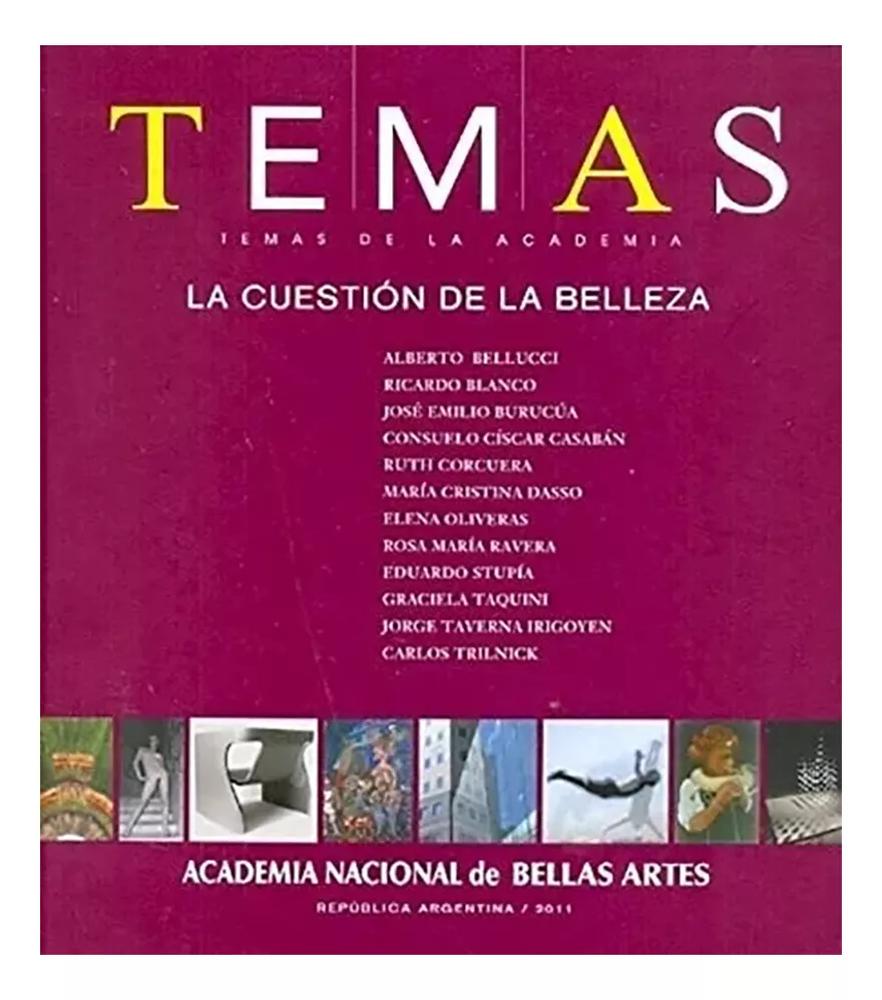 TEMAS
TEMAS DE LA ACADEMIA
LA CUESTIÓN DE LA BELLEZA
ALBERTO BELLUCCI
RICARDO BLANCO
JOSÉ EMILIO BURUCÚA
CONSUELO CÍSCAR CASABÁN
RUTH CORCUERA
MARÍA CRISTINA DASSO
ELENA OLIVERAS
ROSA MARÍA RAVERA
EDUARDO STUPÍA
GRACIELA TAQUINI
JORGE TAVERNA IRIGOYEN
CARLOS TRILNICK
ACADEMIA NACIONAL de BELLAS ARTES
REPÚBLICA ARGENTINA / 2011